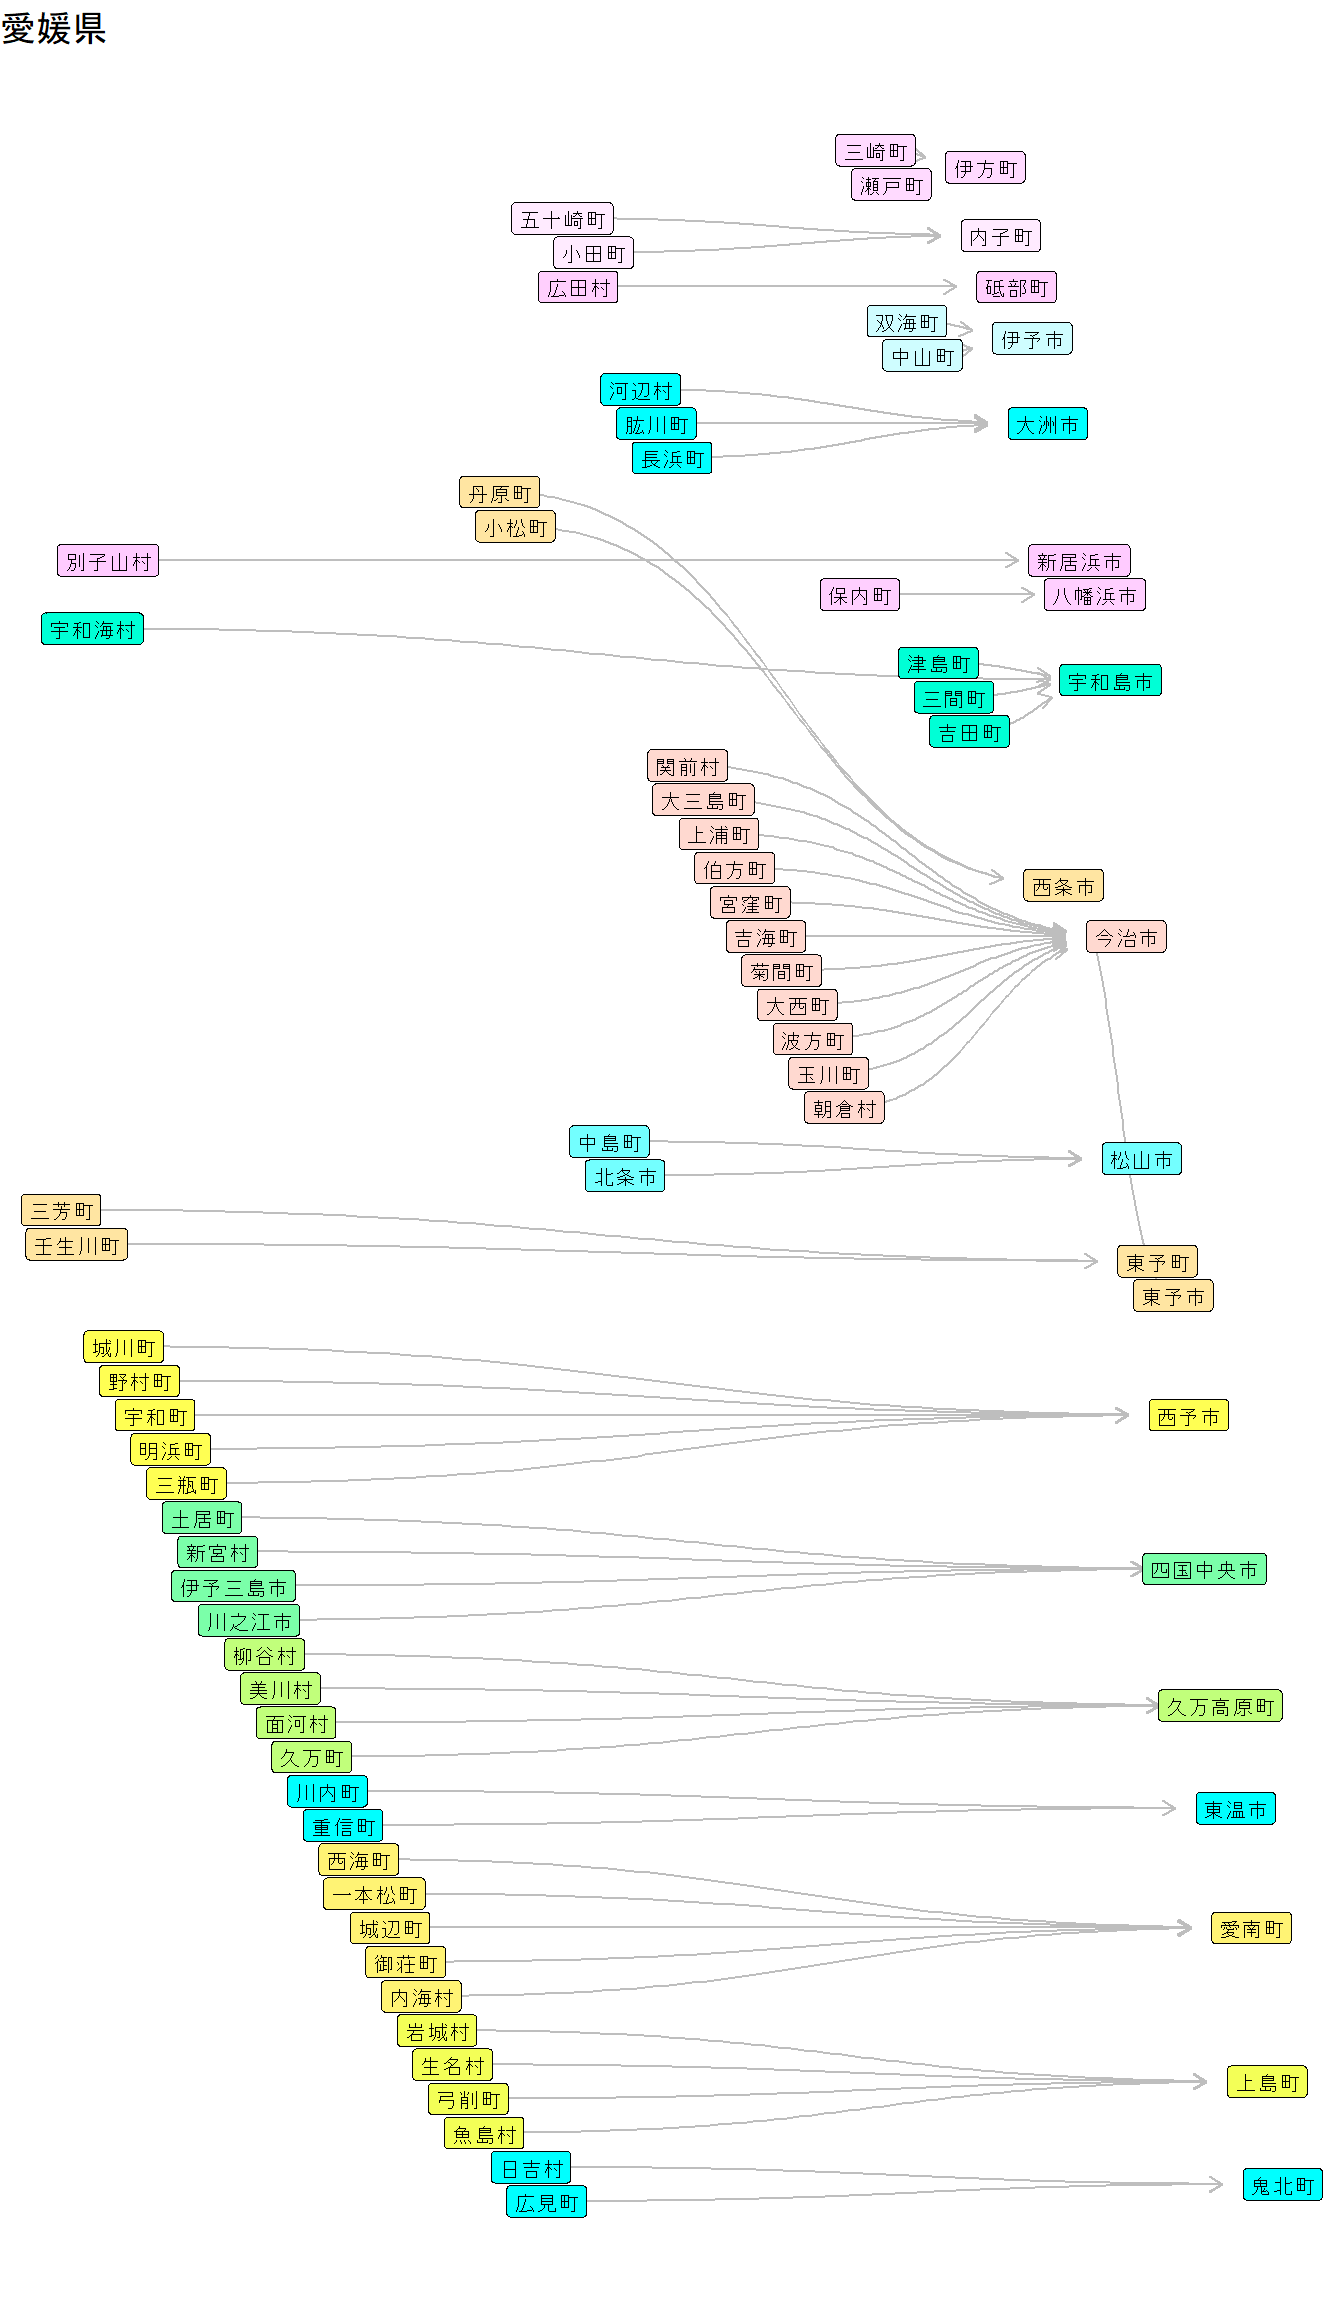 愛媛県
三崎町
伊方町
瀬戸町
五十崎町
内子町
小田町
広田村
砥部町
双海町
伊予市
中山町
河辺村
肱川町
大洲市
長浜町
丹原町
小松町
別子山村
新居浜市
保内町
八幡浜市
宇和海村
津島町
宇和島市
三間町
吉田町
関前村
大三島町
上浦町
伯方町
西条市
宮窪町
吉海町
今治市
菊間町
大西町
波方町
玉川町
朝倉村
中島町
松山市
北条市
三芳町
壬生川町
東予町
東予市
城川町
野村町
宇和町
西予市
明浜町
三瓶町
土居町
新宮村
四国中央市
伊予三島市
川之江市
柳谷村
美川村
久万高原町
面河村
久万町
川内町
東温市
重信町
西海町
一本松町
城辺町
愛南町
御荘町
内海村
岩城村
生名村
上島町
弓削町
魚島村
日吉村
鬼北町
広見町